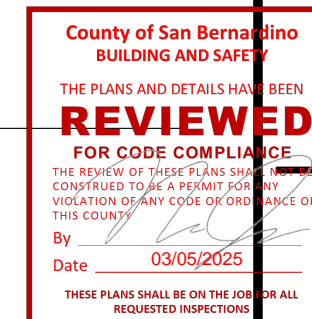 County of San Bernardino
BUILDING AND SAFETY
THE PLANS AND DETAILS HAVE BEEN
REVIEWED
FOR CODE COMPLIANCE
THE REVIEW OF THESE PLANS SHALL NOT BE
CONSTRUED TO BE A PERMIT FOR ANY
VIOLATION OF ANY CODE OR ORDINANCE OF
THIS COUNTY
By
Date 03/05/2025
THESE PLANS SHALL BE ON THE JOB FOR ALL
REQUESTED INSPECTIONS